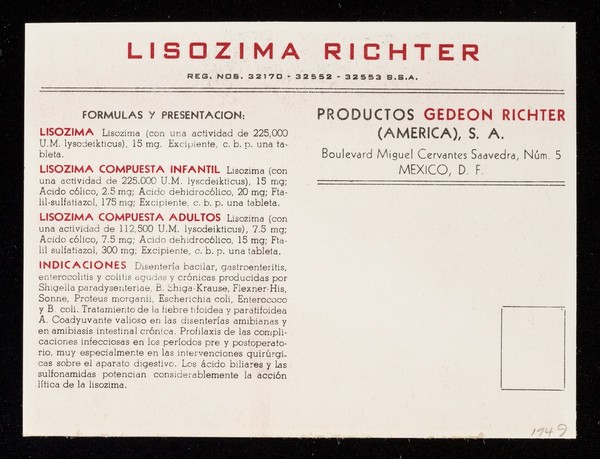 LISOZIMA RICHTER
REG. NOS. 32170 - 32552 - 32553 S.S.A.
FORMULAS Y PRESENTACION:
LISOZIMA Lisozima (con una actividad de 225,000
U.M. lysodeikticus), 15 mg. Excipiente, c. b. p. una ta-
bleta.
LISOZIMA COMPUESTA INFANTIL Lisozima (con
una actividad de 225.000 U.M. lyscdeikticus), 15 mg;
Acido cólico, 2.5 mg; Acido dehidrocólico, 20 mg; Fta-
lil-sulfatiazol, 175 mg; Excipiente, c. b. p. una tableta.
LISOZIMA COMPUESTA ADULTOS Lisozima (con
una actividad de 112,500 U.M. lysodeikticus), 7.5 mg;
Acido cólico, 7.5 mg; Acido dehidrocólico, 15 mg; Fta-
lil sulfatiazol, 300 mg; Excipiente, c. b. p. una tableta.
INDICACIONES Disentería bacilar, gastroenteritis,
enterocolitis y colitis agudas y crónicas producidas por
Shigella paradysenteriae, B. Shiga-Krause, Flexner-His,
Sonne, Proteus morganii, Escherichia coli, Enterococo
y B. coli. Tratamiento de la fiebre tifoidea y paratifoidea
A. Coadyuvante valioso en las disenterías amibianas y
en amibiasis intestinal crónica. Profilaxis de las compli-
caciones infecciosas en los períodos pre y postoperato-
rio, muy especialmente en las intervenciones quirúrgi-
cas sobre el aparato digestivo. Los ácido biliares y las
sulfonamidas potencian considerablemente la acción
lítica de la lisozima.
PRODUCTOS GEDEON RICHTER
(AMERICA), S. A.
Boulevard Miguel Cervantes Saavedra, Núm. 5
MEXICO, D. F.
1949